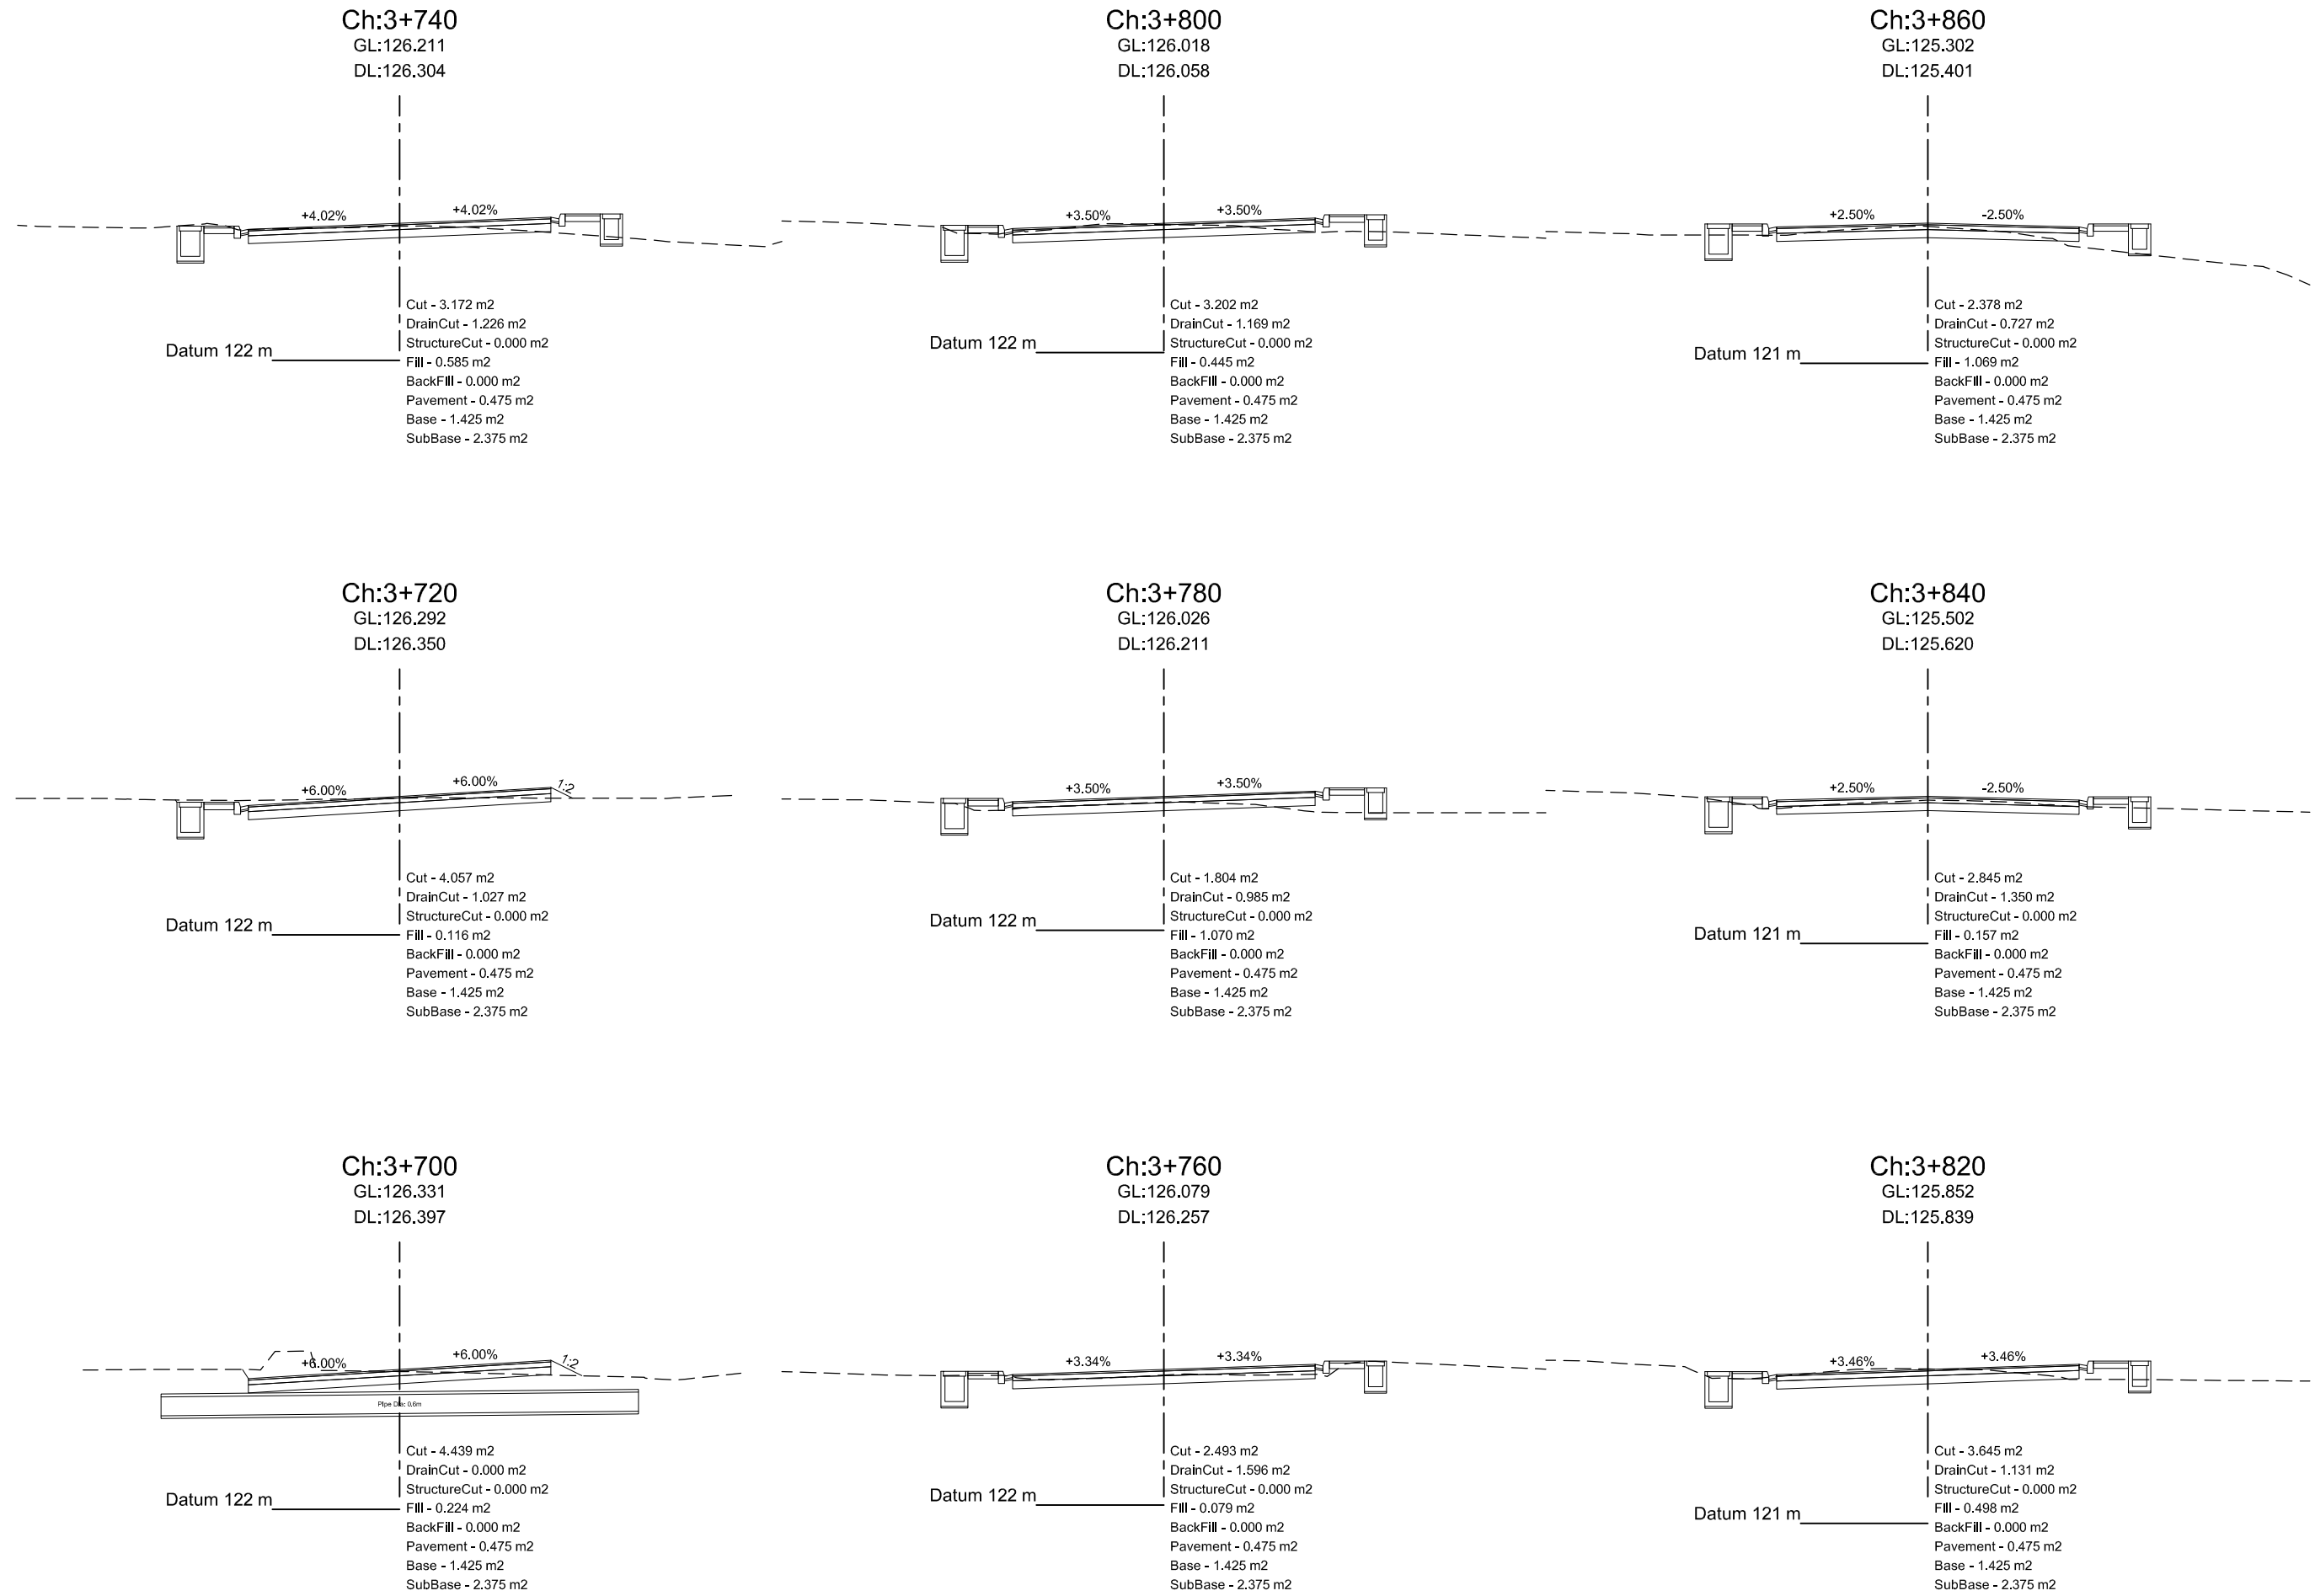 Ch:3+740
GL:126.211
DL:126.304
+4.02%
+4.02%
Cut - 3.172 m2
DrainCut - 1.226 m2
StructureCut - 0.000 m2
Datum 122 m
Fill - 0.585 m2
BackFill - 0.000 m2
Pavement - 0.475 m2
Base - 1.425 m2
SubBase - 2.375 m2
Ch:3+800
GL:126.018
DL:126.058
+3.50%
+3.50%
Cut - 3.202 m2
DrainCut - 1.169 m2
StructureCut - 0.000 m2
Datum 122 m
Fill - 0.445 m2
BackFill - 0.000 m2
Pavement - 0.475 m2
Base - 1.425 m2
SubBase - 2.375 m2
Ch:3+860
GL:125.302
DL:125.401
+2.50%
-2.50%
Cut - 2.378 m2
DrainCut - 0.727 m2
StructureCut - 0.000 m2
Datum 121 m
Fill - 1.069 m2
BackFill - 0.000 m2
Pavement - 0.475 m2
Base - 1.425 m2
SubBase - 2.375 m2
Ch:3+720
GL:126.292
DL:126.350
+6.00%
+6.00%
1:2
Cut - 4.057 m2
DrainCut - 1.027 m2
StructureCut - 0.000 m2
Datum 122 m
Fill - 0.116 m2
BackFill - 0.000 m2
Pavement - 0.475 m2
Base - 1.425 m2
SubBase - 2.375 m2
Ch:3+780
GL:126.026
DL:126.211
+3.50%
+3.50%
Cut - 1.804 m2
DrainCut - 0.985 m2
StructureCut - 0.000 m2
Datum 122 m
Fill - 1.070 m2
BackFill - 0.000 m2
Pavement - 0.475 m2
Base - 1.425 m2
SubBase - 2.375 m2
Ch:3+840
GL:125.502
DL:125.620
+2.50%
-2.50%
Cut - 2.845 m2
DrainCut - 1.350 m2
StructureCut - 0.000 m2
Datum 121 m
Fill - 0.157 m2
BackFill - 0.000 m2
Pavement - 0.475 m2
Base - 1.425 m2
SubBase - 2.375 m2
Ch:3+700
GL:126.331
DL:126.397
+6.00%
+6.00%
1:2
Pipe Dia: 0.6m
Cut - 4.439 m2
DrainCut - 0.000 m2
StructureCut - 0.000 m2
Datum 122 m
Fill - 0.224 m2
BackFill - 0.000 m2
Pavement - 0.475 m2
Base - 1.425 m2
SubBase - 2.375 m2
Ch:3+760
GL:126.079
DL:126.257
+3.34%
+3.34%
Cut - 2.493 m2
DrainCut - 1.596 m2
StructureCut - 0.000 m2
Datum 122 m
Fill - 0.079 m2
BackFill - 0.000 m2
Pavement - 0.475 m2
Base - 1.425 m2
SubBase - 2.375 m2
Ch:3+820
GL:125.852
DL:125.839
+3.46%
+3.46%
Cut - 3.645 m2
DrainCut - 1.131 m2
StructureCut - 0.000 m2
Datum 121 m
Fill - 0.498 m2
BackFill - 0.000 m2
Pavement - 0.475 m2
Base - 1.425 m2
SubBase - 2.375 m2